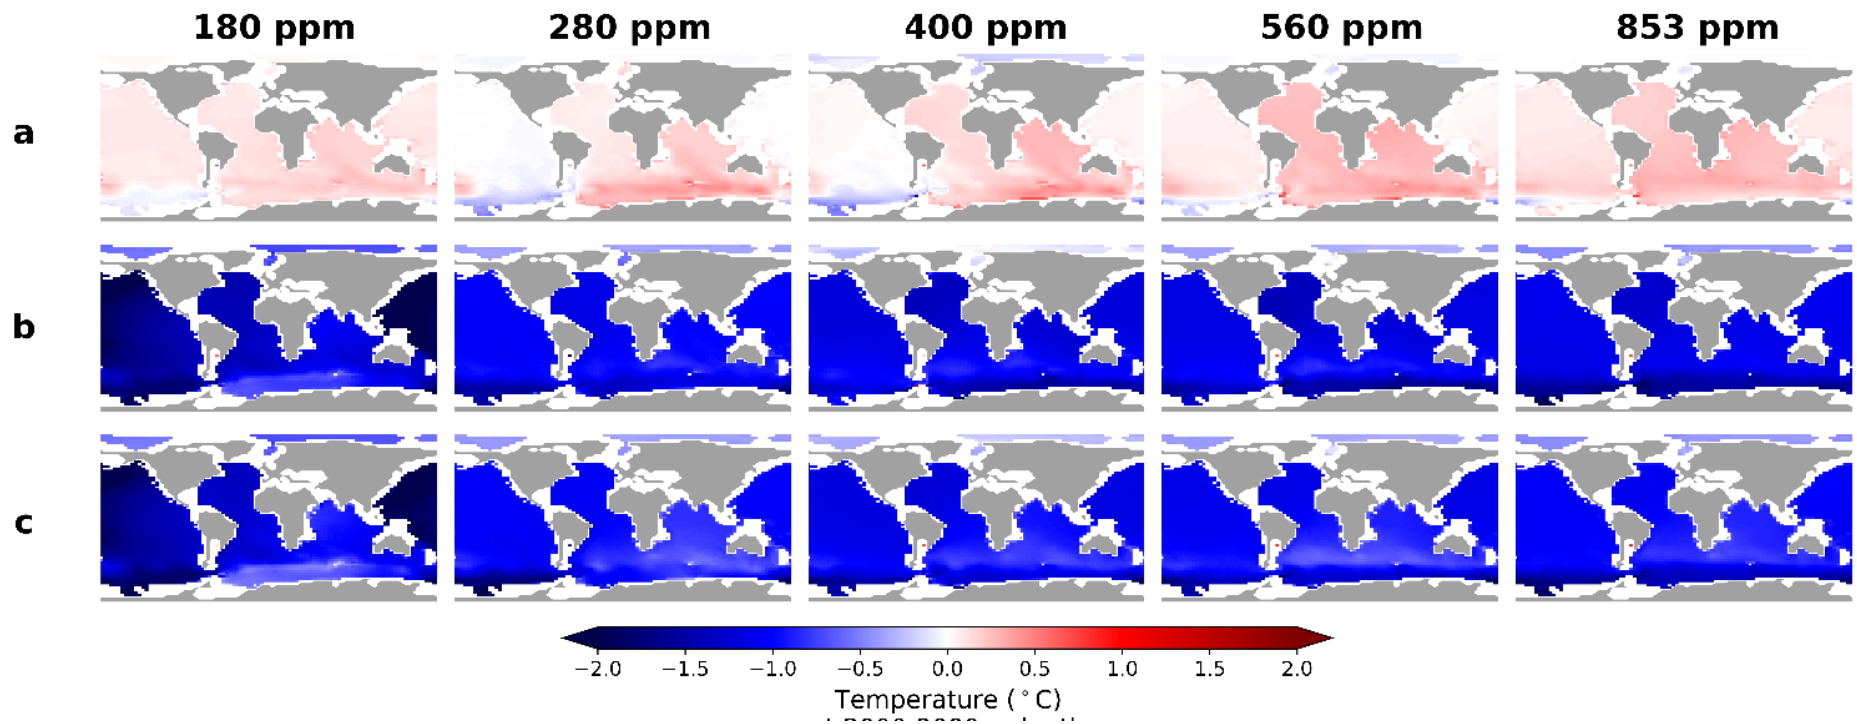 180 ppm 280 ppm 400 ppm 560 ppm 853 ppm
a
b
c
−2.0 −1.5 −1.0 −0.5 0.0 0.5 1.0 1.5 2.0
Temperature (°C)